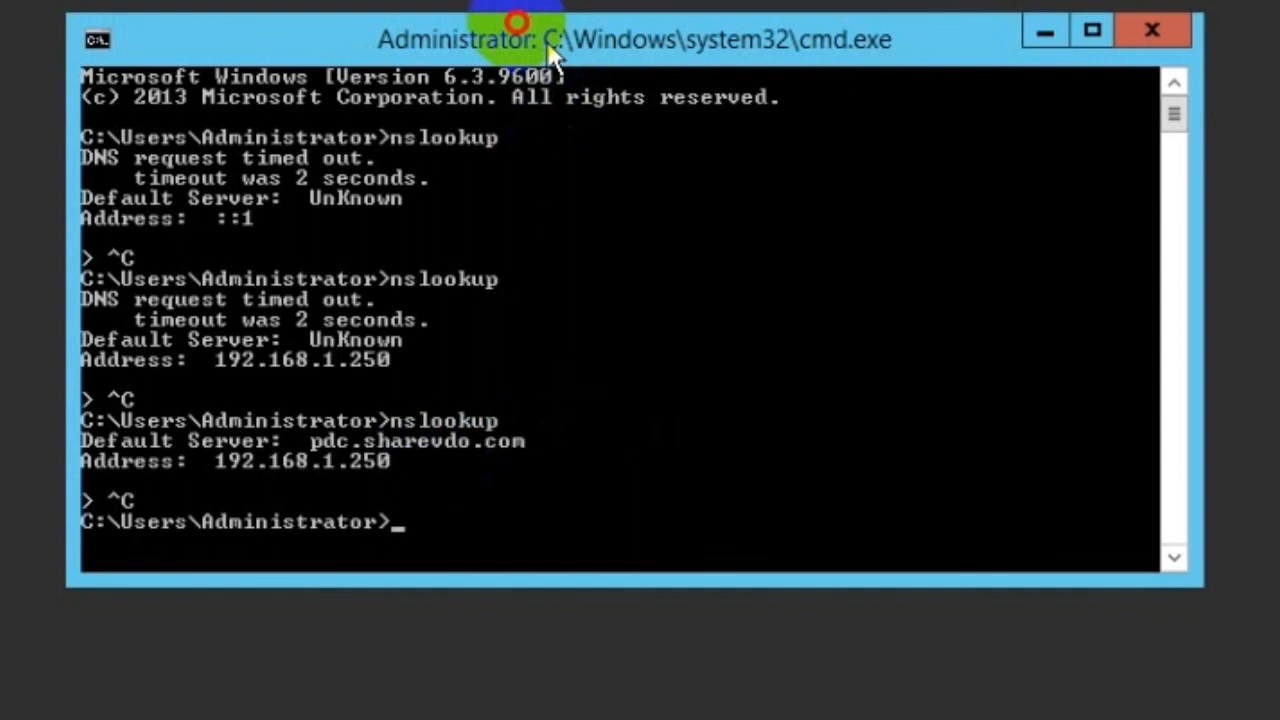 Administrator: C:\Windows\system32\cmd.exe
Microsoft Windows [Version 6.3.9600]
(c) 2013 Microsoft Corporation. All rights reserved.
C:\Users\Administrator>nslookup
DNS request timed out.
    timeout was 2 seconds.
Default Server:  UnKnown
Address:  ::1
> ^C
C:\Users\Administrator>nslookup
DNS request timed out.
    timeout was 2 seconds.
Default Server:  UnKnown
Address:  192.168.1.250
> ^C
C:\Users\Administrator>nslookup
Default Server:  pdc.sharevdo.com
Address:  192.168.1.250
> ^C
C:\Users\Administrator>_